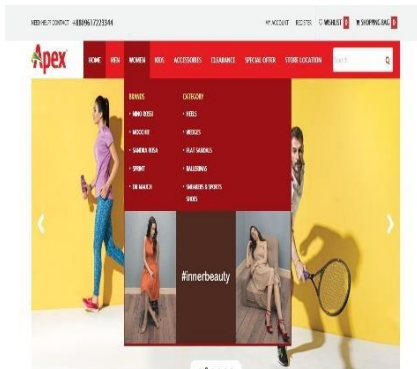 NEED HELP? CONTACT +8809617223344
MY ACCOUNT REGISTER WISHLIST 0 SHOPPING BAG 0
Apex
HOME MEN WOMEN KIDS ACCESSORIES CLEARANCE SPECIAL OFFER STORE LOCATION Search
BRANDS
• NINO ROSSI
• MOOCHIE
• SANDRA ROSA
• SPRINT
• DR MAUCH
CATEGORY
• HEELS
• WEDGES
• FLAT SANDALS
• BALLERINAS
• SNEAKERS & SPORTS
SHOES
#innerbeauty